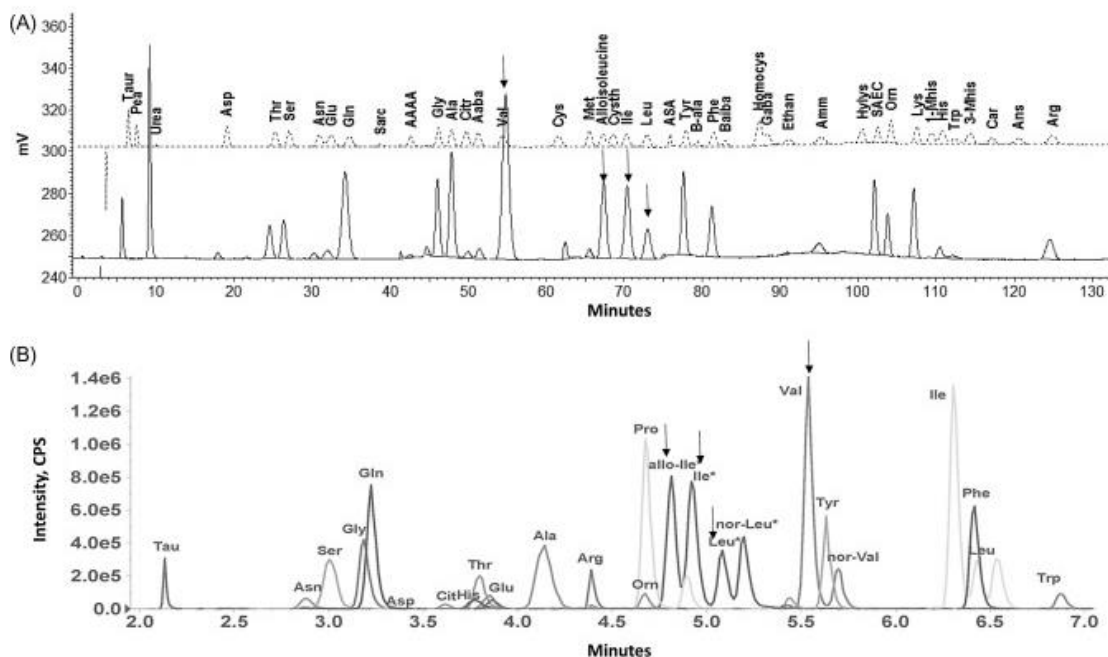 (A)
360
340
320
300
280
260
240
mV
Taur
Pea
Urea
Asp
Thr
Ser
Asn
Glu
Gln
Sarc
AAAA
Gly
Ala
Citr
Aaba
Val
Cys
Met
Alloisoleucine
Cysth
Ile
Leu
ASA
Tyr
B-ala
Phe
Baiba
Homocys
Gaba
Ethan
Amm
Hylys
SAEC
Orn
Lys
1-Mhis
His
Trp
3-Mhis
Car
Ans
Arg
0 10 20 30 40 50 60 70 80 90 100 110 120 130
Minutes
(B)
1.4e6
1.2e6
1.0e6
8.0e5
6.0e5
4.0e5
2.0e5
0.0
Intensity, CPS
Tau
Asn
Ser
Gly
Gln
Asp
Cit
His
Thr
Glu
Ala
Arg
Orn
Pro
allo-Ile*
Ile*
Leu*
nor-Leu*
Val
Tyr
nor-Val
Ile
Phe
Leu
Trp
2.0 2.5 3.0 3.5 4.0 4.5 5.0 5.5 6.0 6.5 7.0
Minutes